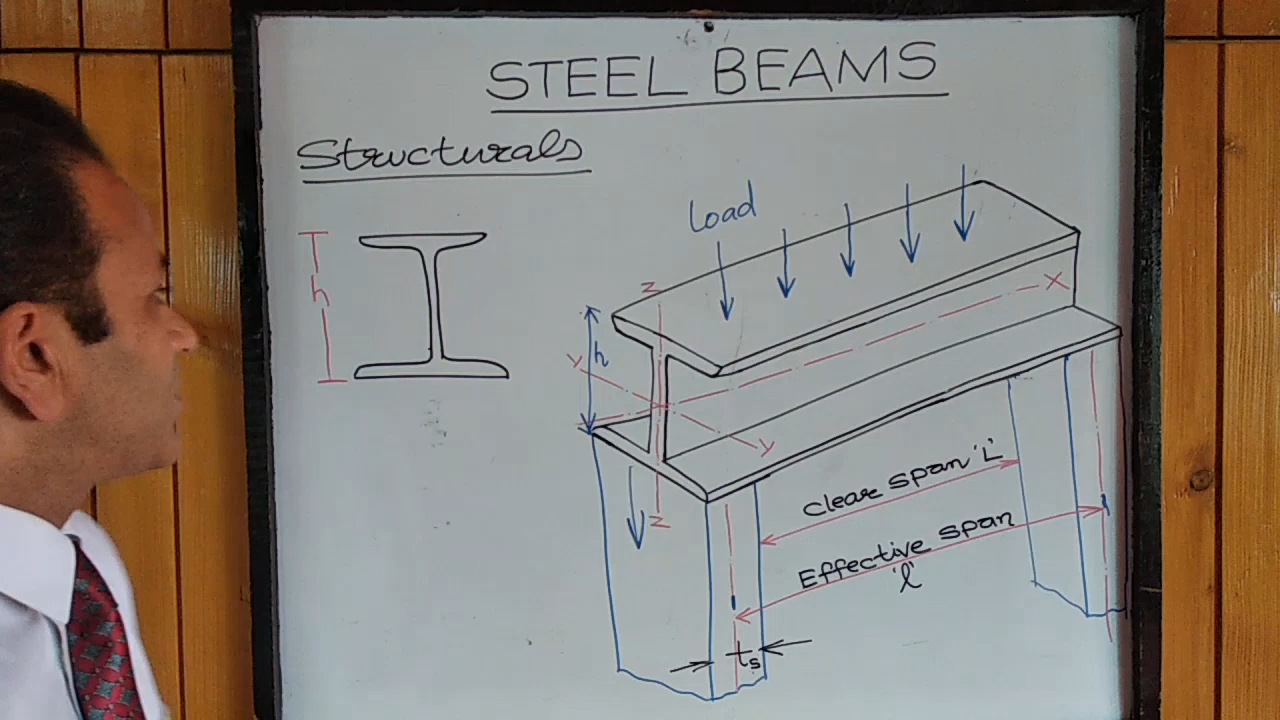 STEEL BEAMS
Structurals
h
Load
z
x
y
h
y
z
clear span 'L'
Effective span
'l'
ts